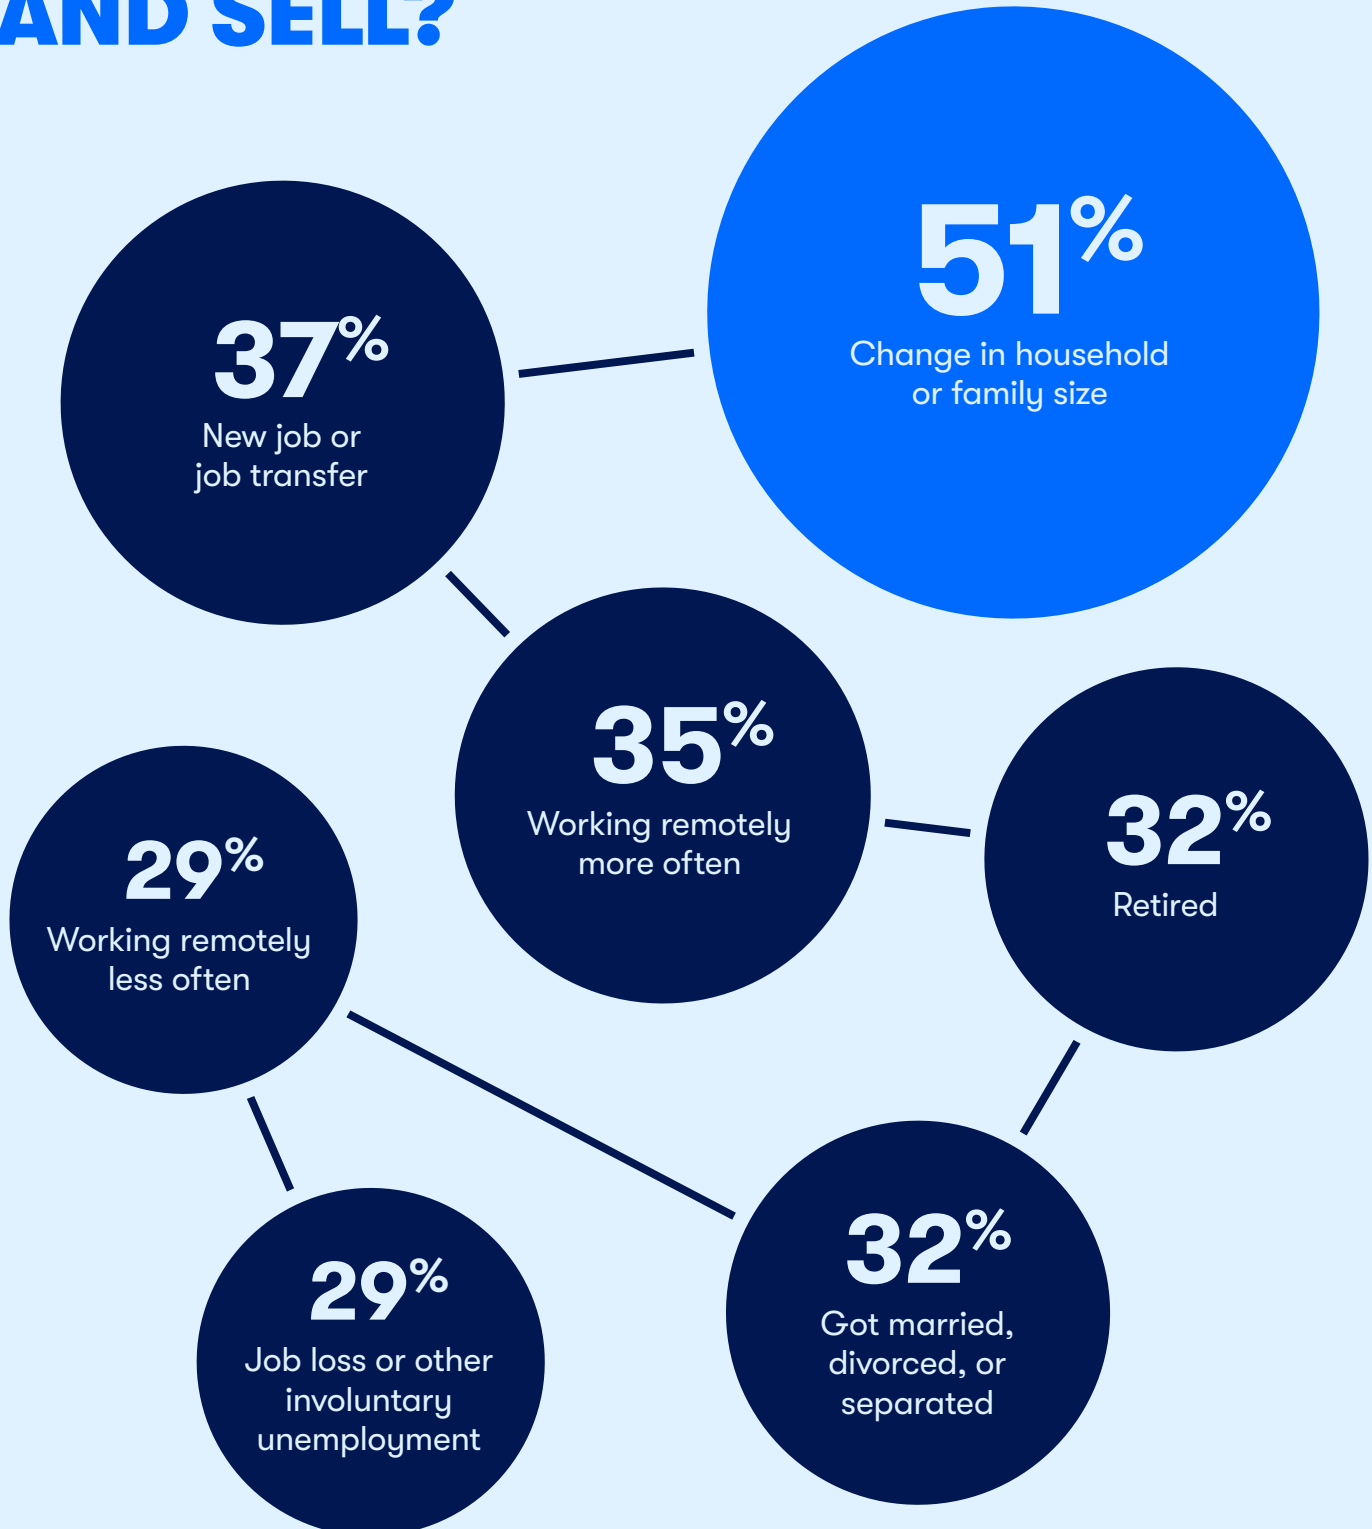 AND SELL?
51%
Change in household
or family size
37%
New job or
job transfer
35%
Working remotely
more often
32%
Retired
29%
Working remotely
less often
32%
Got married,
divorced, or
separated
29%
Job loss or other
involuntary
unemployment